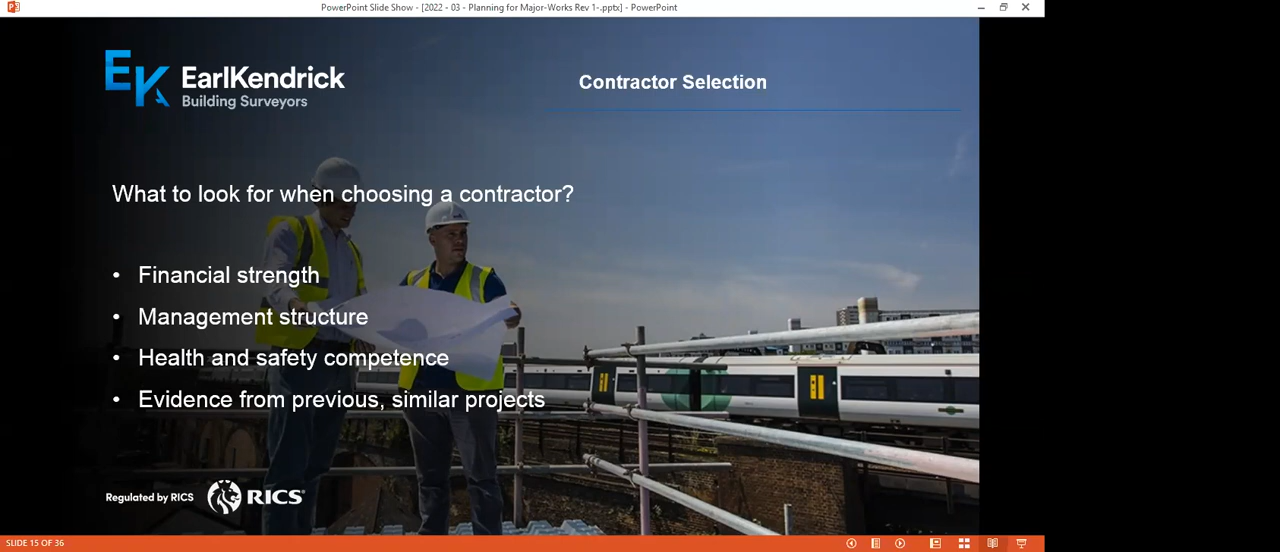 PowerPoint Slide Show - [2022 - 03 - Planning for Major-Works Rev 1-.pptx] - PowerPoint
EK EarlKendrick
Building Surveyors
Contractor Selection
What to look for when choosing a contractor?
• Financial strength
• Management structure
• Health and safety competence
• Evidence from previous, similar projects
Regulated by RICS RICS
SLIDE 15 OF 36